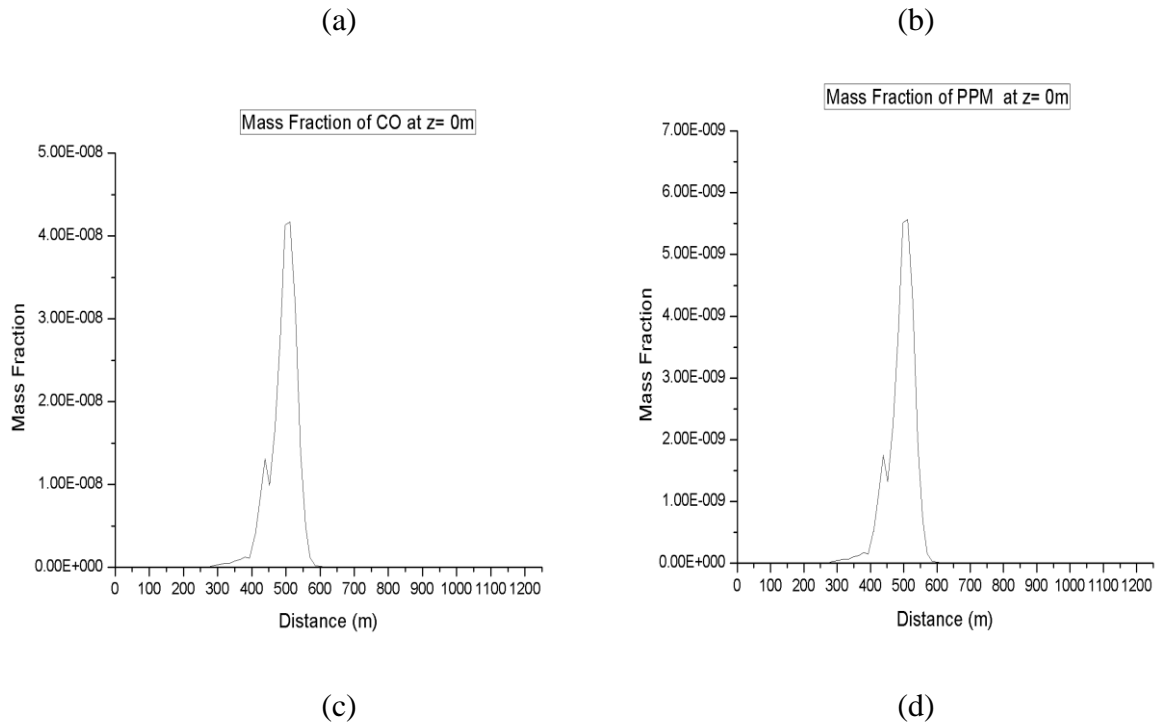 (a)
(b)
Mass Fraction of CO at z= 0m
5.00E-008
4.00E-008
3.00E-008
2.00E-008
1.00E-008
0.00E+000
Mass Fraction
0 100 200 300 400 500 600 700 800 900 1000 1100 1200
Distance (m)
Mass Fraction of PPM at z= 0m
7.00E-009
6.00E-009
5.00E-009
4.00E-009
3.00E-009
2.00E-009
1.00E-009
0.00E+000
Mass Fraction
0 100 200 300 400 500 600 700 800 900 1000 1100 1200
Distance (m)
(c)
(d)